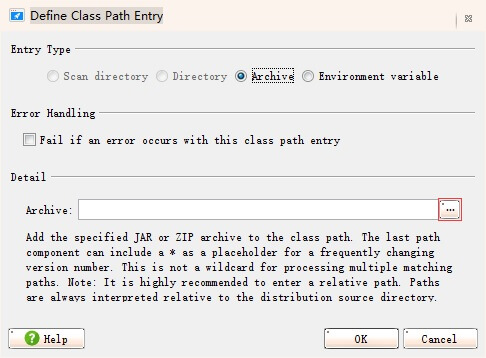 Define Class Path Entry
Entry Type
Scan directory Directory Archive Environment variable
Error Handling
Fail if an error occurs with this class path entry
Detail
Archive: ...
Add the specified JAR or ZIP archive to the class path. The last path
component can include a * as a placeholder for a frequently changing
version number. This is not a wildcard for processing multiple matching
paths. Note: It is highly recommended to enter a relative path. Paths
are always interpreted relative to the distribution source directory.
Help OK Cancel